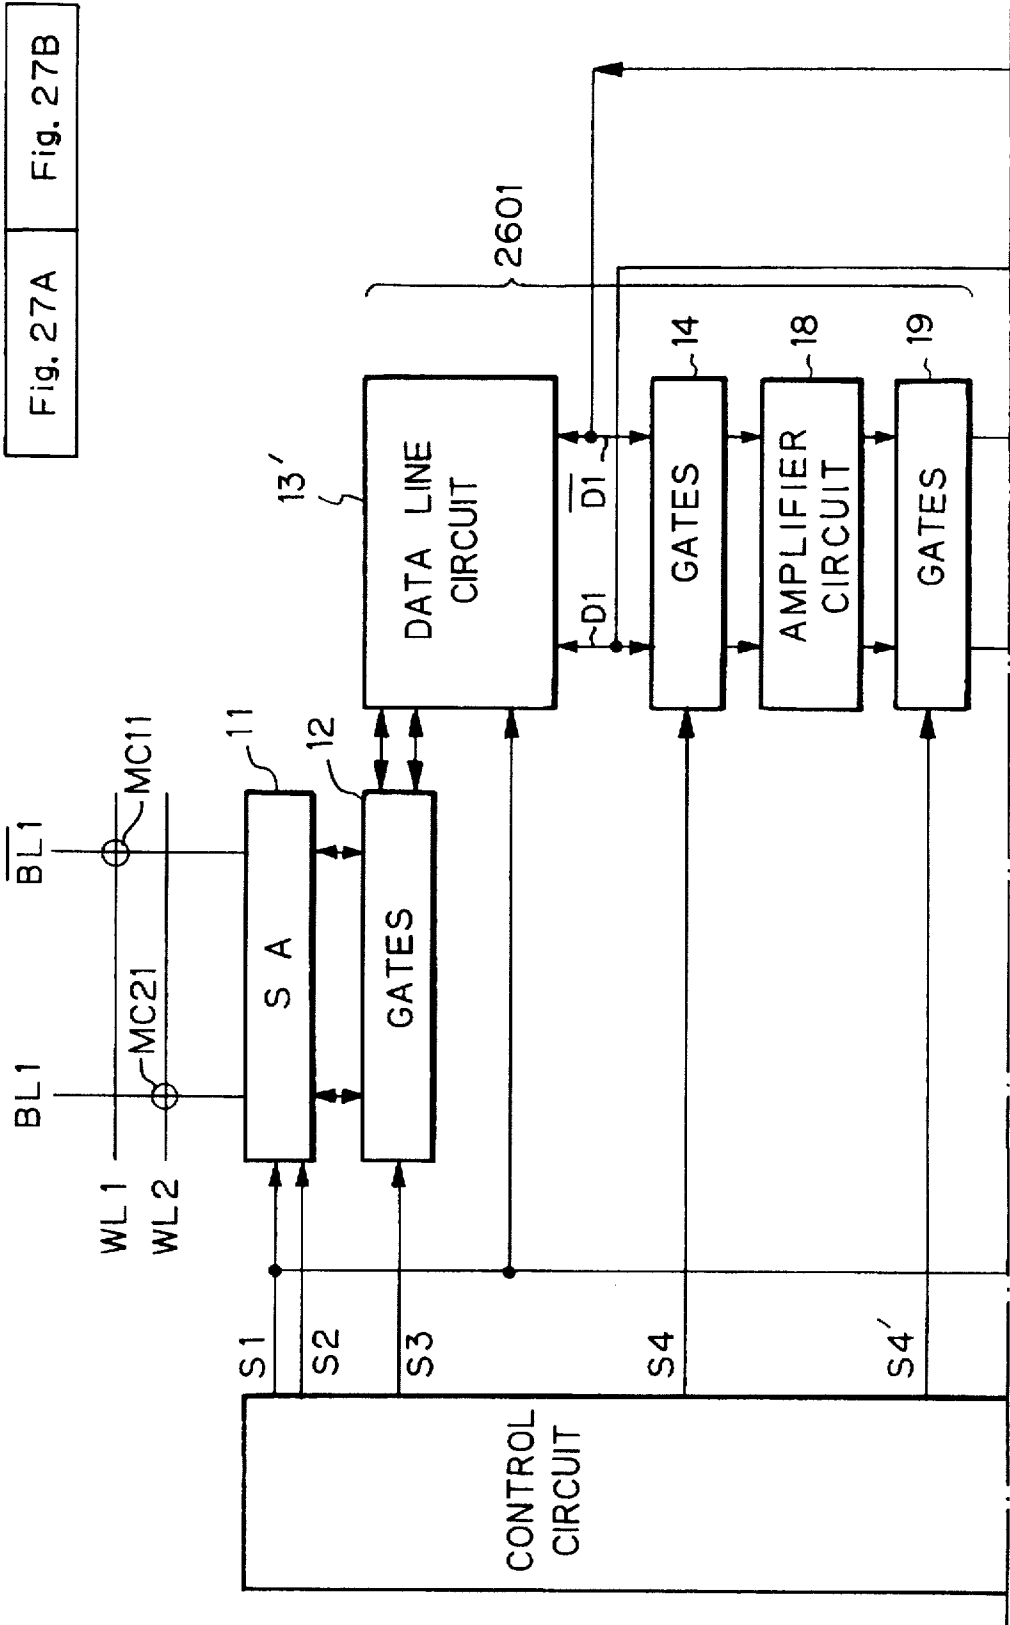 Fig. 27A Fig. 27B
BL1
BL1
WL1
WL2
MC21
MC11
S1
S2
S A
11
S3
GATES
12
CONTROL
CIRCUIT
DATA LINE
CIRCUIT
13'
D1
D1
2601
S4
GATES
14
AMPLIFIER
CIRCUIT
18
S4'
GATES
19